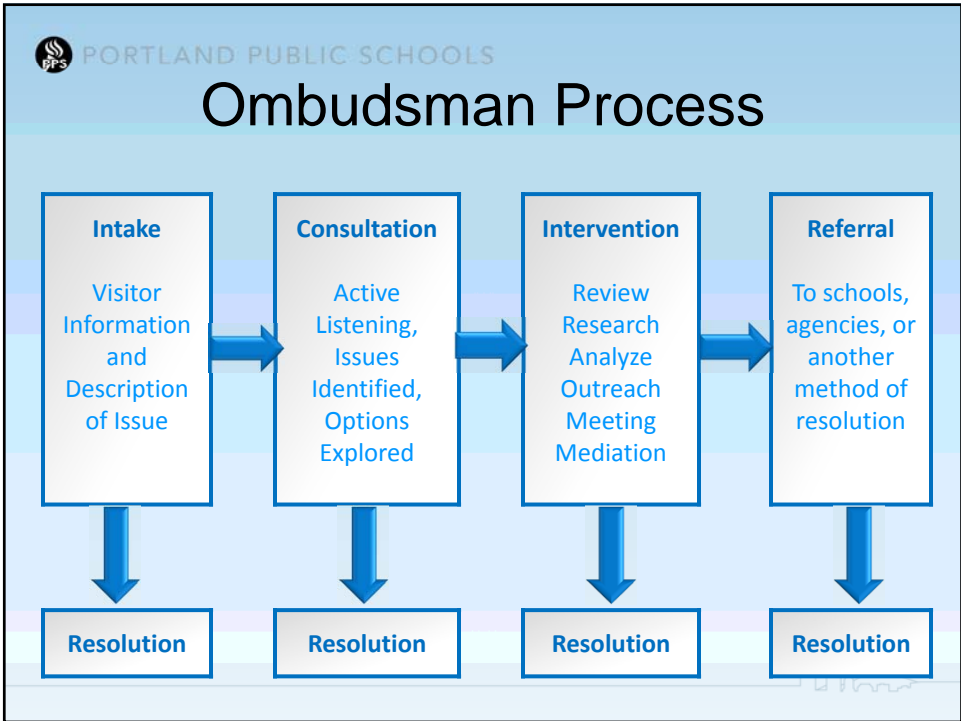 PPS
PORTLAND PUBLIC SCHOOLS
Ombudsman Process
Intake
Visitor
Information
and
Description
of Issue
Consultation
Active
Listening,
Issues
Identified,
Options
Explored
Intervention
Review
Research
Analyze
Outreach
Meeting
Mediation
Referral
To schools,
agencies, or
another
method of
resolution
Resolution
Resolution
Resolution
Resolution